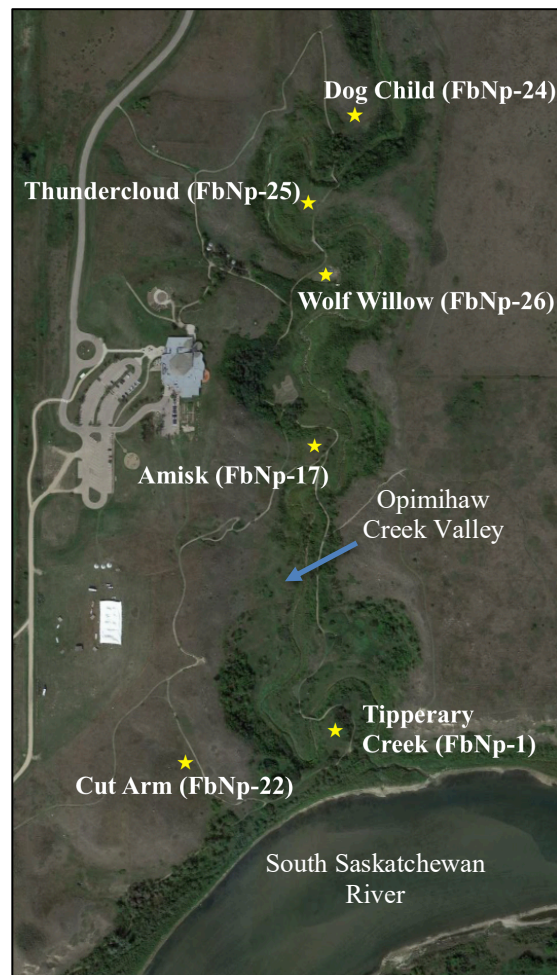 Dog Child (FbNp-24)
Thundercloud (FbNp-25)
Wolf Willow (FbNp-26)
Amisk (FbNp-17)
Opimihaw
Creek Valley
Tipperary
Creek (FbNp-1)
Cut Arm (FbNp-22)
South Saskatchewan
River